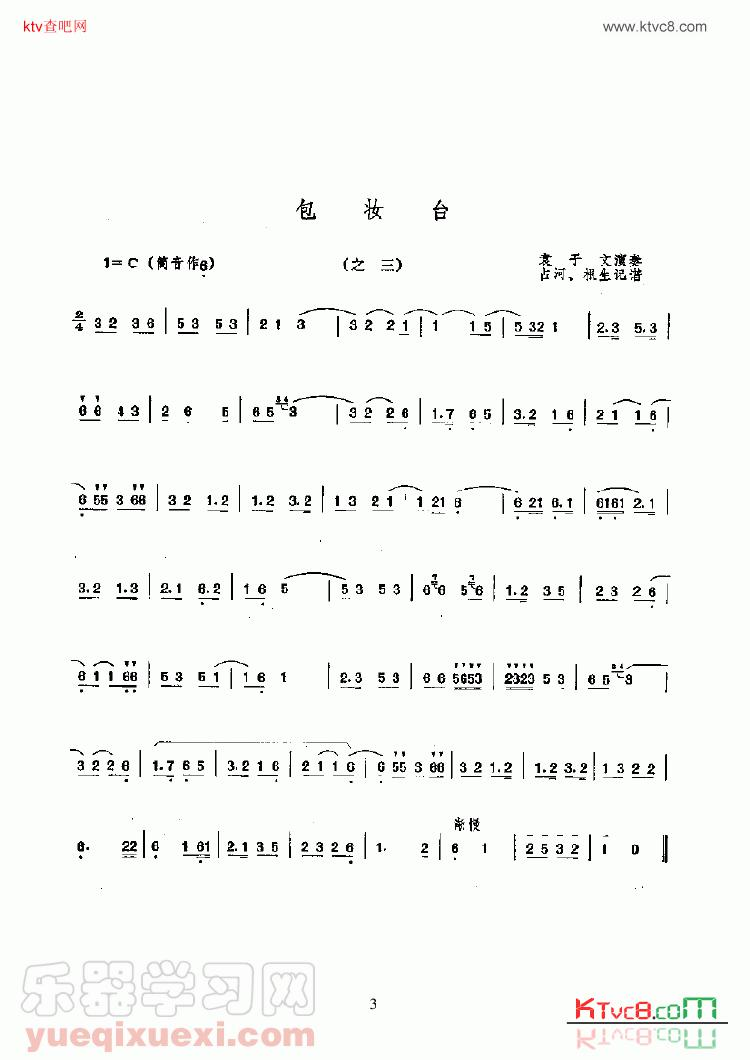 ktv查吧网 www.ktvc8.com
包 妆 台
1=C (筒音作6) (之 三) 袁 子 文演奏
占河、根生记谱
2/4 3 2 3 6 | 5 3 5 3 | 2 1 3 | 3 2 2 1 | 1 1 5 | 5 32 1 | 2.3 5.3 |
6 6 4 3 | 2 6 5 | 6 5 3 | 3 2 2 6 | 1.7 6 5 | 3.2 1 6 | 2 1 1 6 |
6 55 3 66 | 3 2 1.2 | 1.2 3.2 | 1 3 2 1 1 21 6 | 6 21 6.1 | 6161 2.1 |
3.2 1.3 | 2.1 6.2 | 1 6 5 | 5 3 5 3 | 6 6 5 6 | 1.2 3 5 | 2 3 2 6 |
6 1 1 66 | 5 3 5 1 | 1 6 1 | 2.3 5 3 | 6 6 5653 | 2323 5 3 | 6 5 3 |
3 2 2 6 | 1.7 6 5 | 3.2 1 6 | 2 1 1 6 | 6 55 3 66 | 3 2 1.2 | 1.2 3.2 | 1 3 2 2 |
渐慢
6. 22 | 6 1 61 | 2.1 3 5 | 2 3 2 6 | 1. 2 | 6 1 | 2 5 3 2 | 1 0 ‖
乐器学习网
yueqixuexi.com
3
KTvc8.com